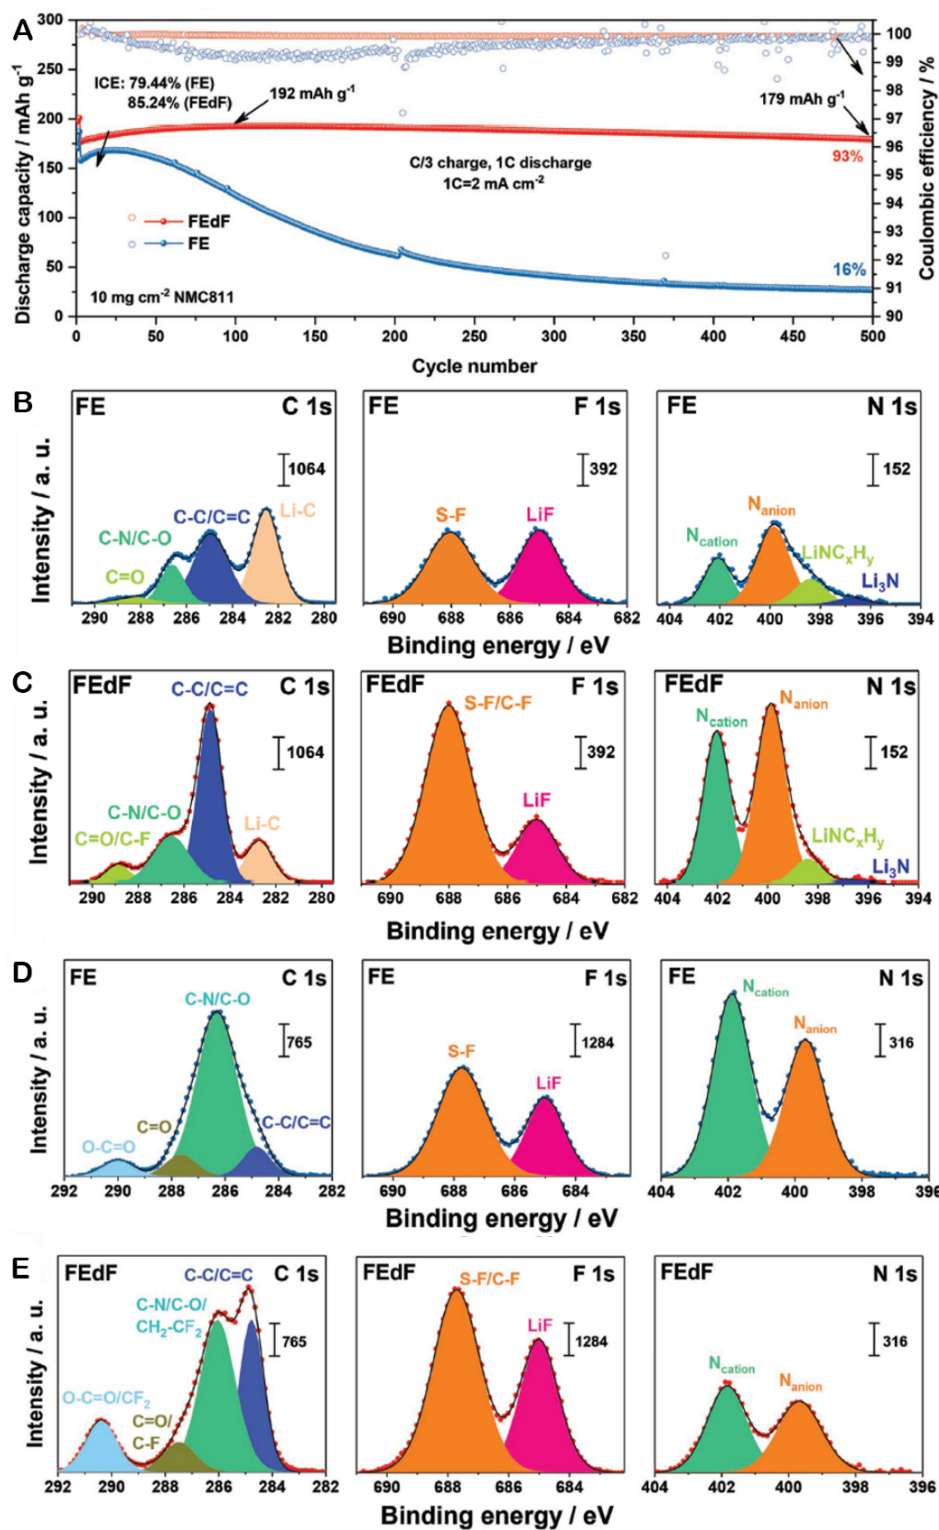 A
300
250
200
150
100
50
0
Discharge capacity / mAh g⁻¹
ICE: 79.44% (FE)
85.24% (FEdF)
192 mAh g⁻¹
179 mAh g⁻¹
93%
C/3 charge, 1C discharge
1C=2 mA cm⁻²
FEdF
FE
16%
10 mg cm⁻² NMC811
100
99
98
97
96
95
94
93
92
91
90
Coulombic efficiency / %
0 50 100 150 200 250 300 350 400 450 500
Cycle number
B
Intensity / a. u.
FE C 1s
1064
Li-C
C-C/C=C
C-N/C-O
C=O
290 288 286 284 282 280
FE F 1s
392
S-F LiF
690 688 686 684 682
FE N 1s
152
N_anion
N_cation
LiNCₓHᵧ
Li₃N
404 402 400 398 396 394
Binding energy / eV
C
Intensity / a. u.
FEdF C 1s
C-C/C=C
1064
C-N/C-O
C=O/C-F
Li-C
290 288 286 284 282 280
FEdF F 1s
S-F/C-F
392
LiF
690 688 686 684 682
FEdF N 1s
N_cation
N_anion
152
LiNCₓHᵧ
Li₃N
404 402 400 398 396 394
Binding energy / eV
D
Intensity / a. u.
FE C 1s
C-N/C-O
765
C=O
C-C/C=C
O-C=O
292 290 288 286 284 282
FE F 1s
1284
S-F
LiF
690 688 686 684
FE N 1s
N_cation
N_anion
316
404 402 400 398 396
Binding energy / eV
E
Intensity / a. u.
FEdF C 1s
C-C/C=C
C-N/C-O/
CH₂-CF₂
765
O-C=O/CF₂
C=O/
C-F
292 290 288 286 284 282
FEdF F 1s
S-F/C-F
LiF
1284
690 688 686 684
FEdF N 1s
316
N_cation
N_anion
404 402 400 398 396
Binding energy / eV